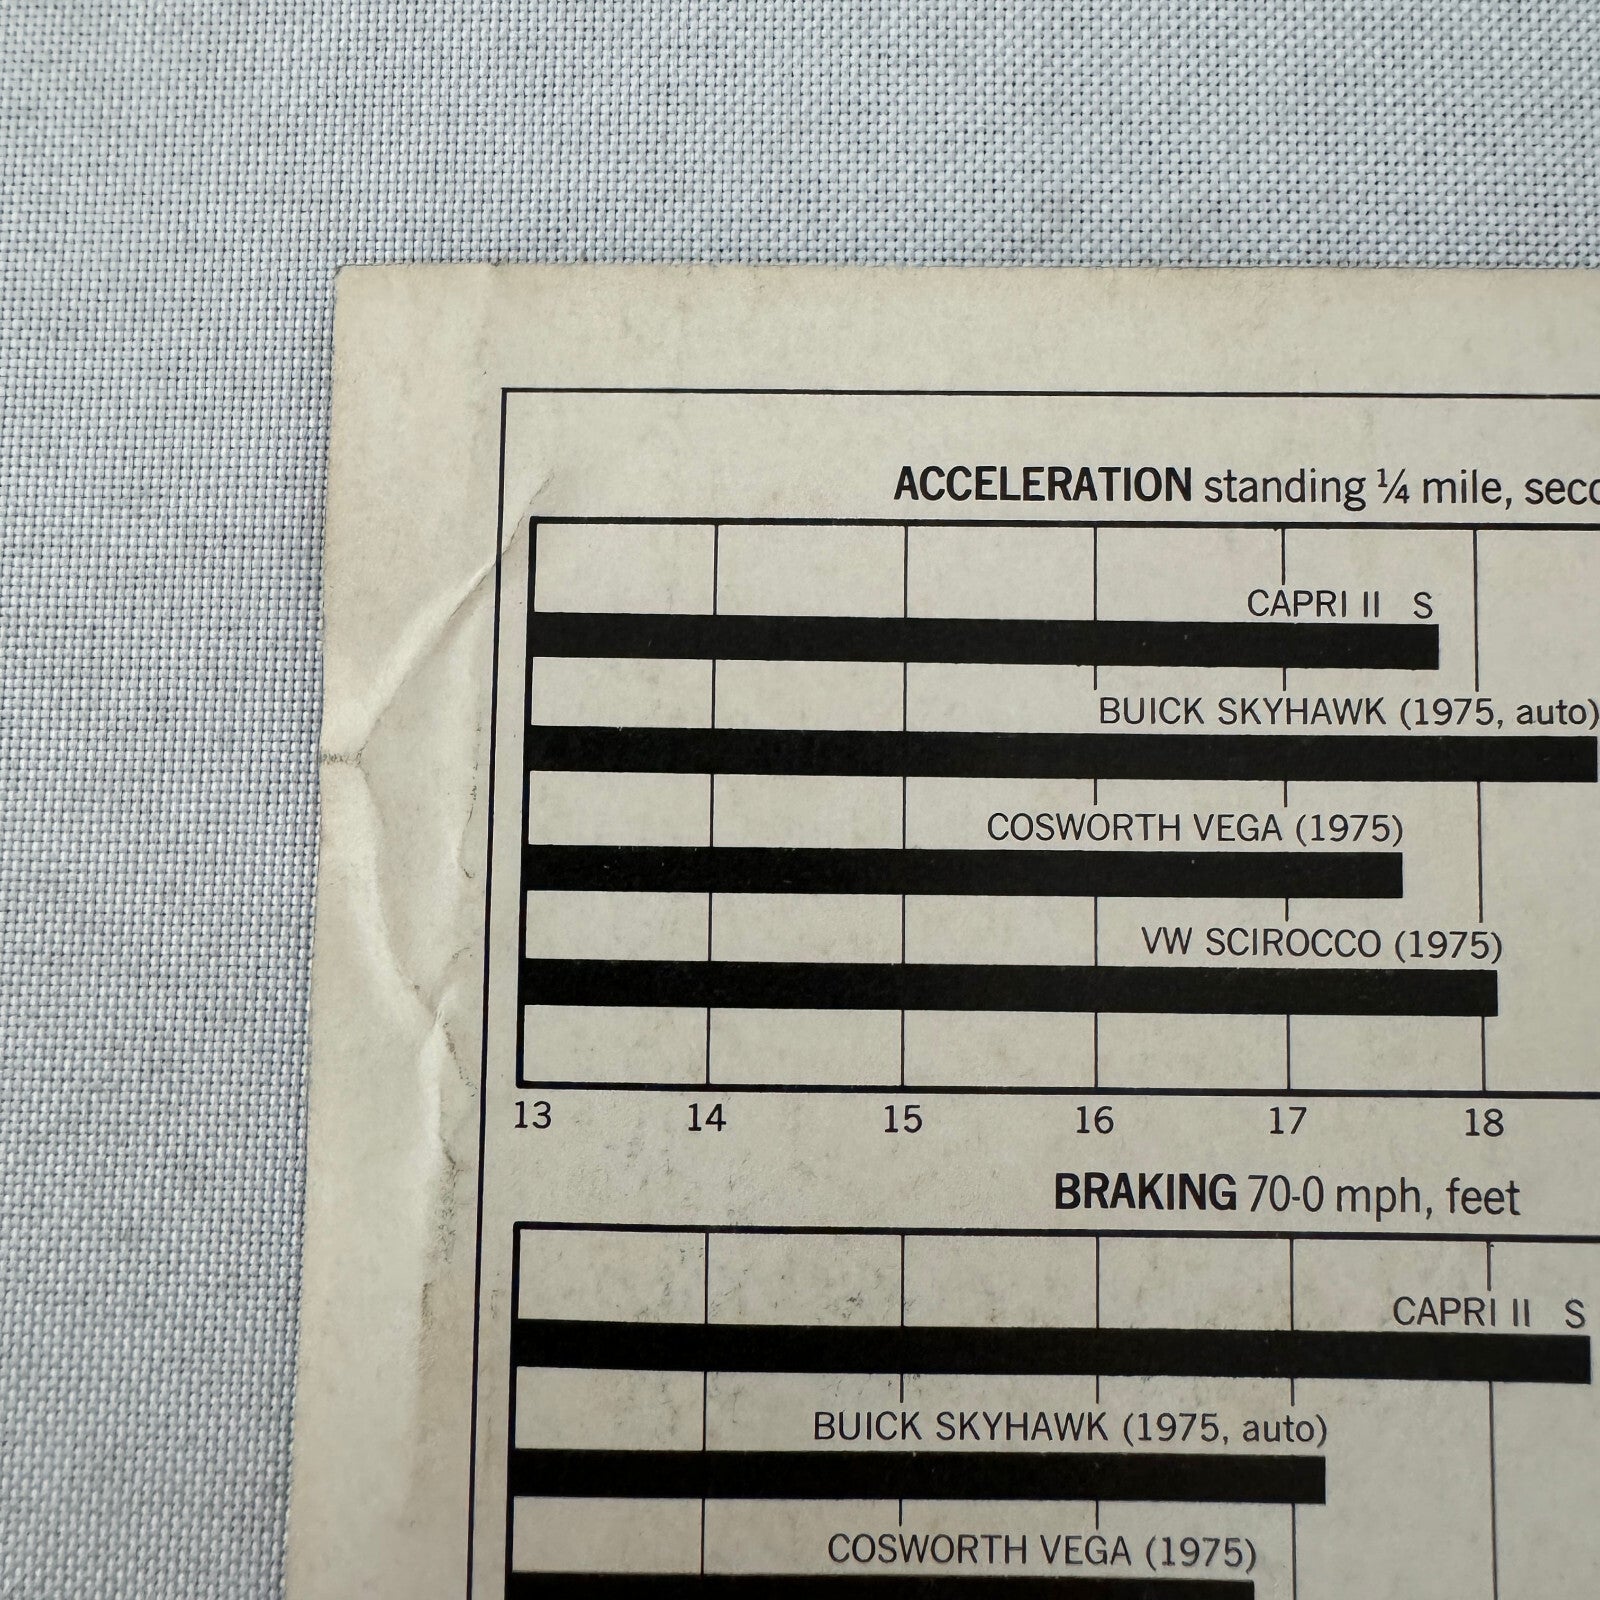 ACCELERATION standing ¼ mile,
CAPRI II S
BUICK SKYHAWK (1975, auto)
COSWORTH VEGA (1975)
VW SCIROCCO (1975)
13 14 15 16 17 18
BRAKING 70-0 mph, feet
CAPRI II S
BUICK SKYHAWK (1975, auto)
COSWORTH VEGA (1975)